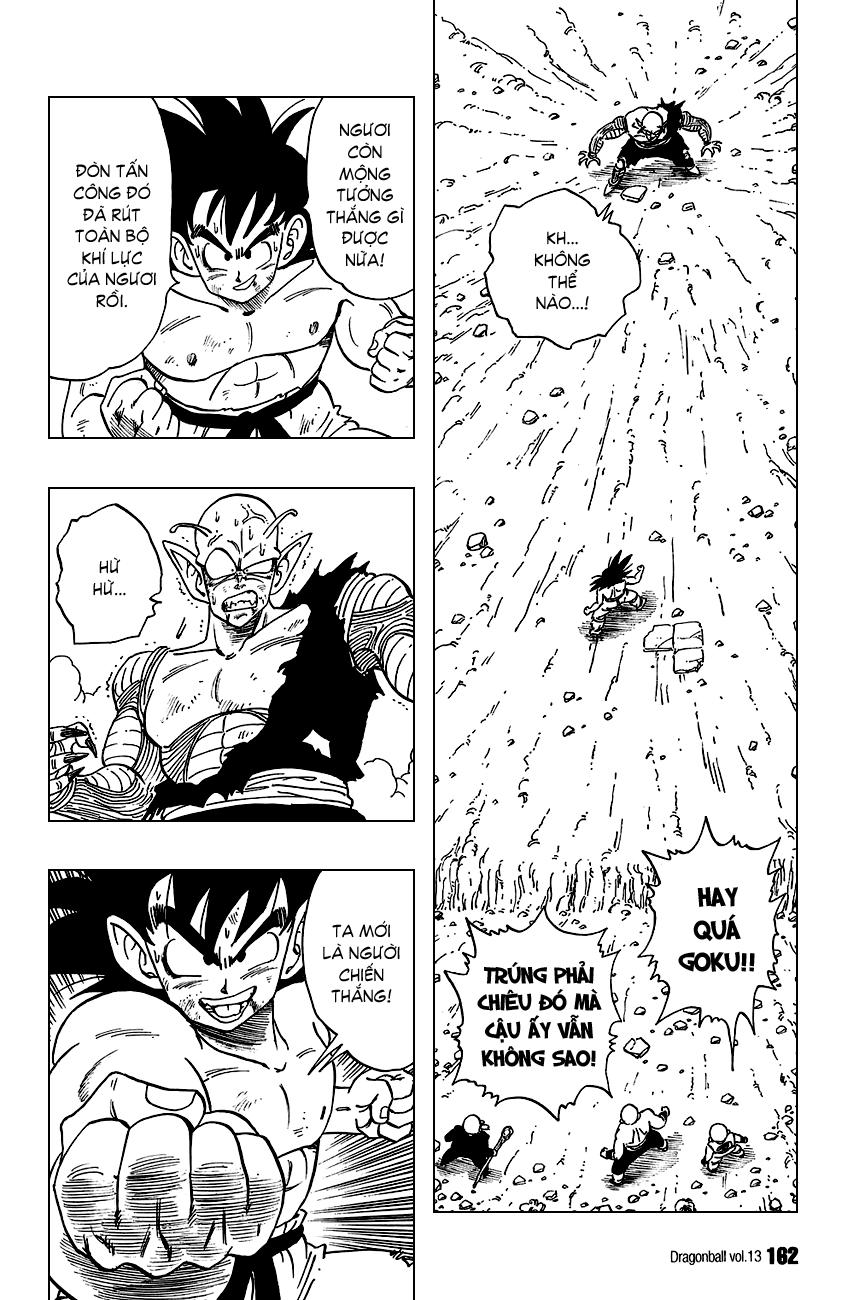 KH...
KHÔNG
THỂ
NÀO...!
HAY
QUÁ
GOKU!!
TRÚNG PHẢI
CHIÊU ĐÓ MÀ
CẬU ẤY VẪN
KHÔNG SAO!
NGƯƠI
CÒN
MỘNG
TƯỞNG
THẮNG GÌ
ĐƯỢC
NỮA!
ĐÒN TẤN
CÔNG ĐÓ
ĐÃ RÚT
TOÀN BỘ
KHÍ LỰC
CỦA NGƯƠI
RỒI.
HỪ
HỪ...
TA MỚI
LÀ NGƯỜI
CHIẾN
THẮNG!
Dragonball vol.13 162